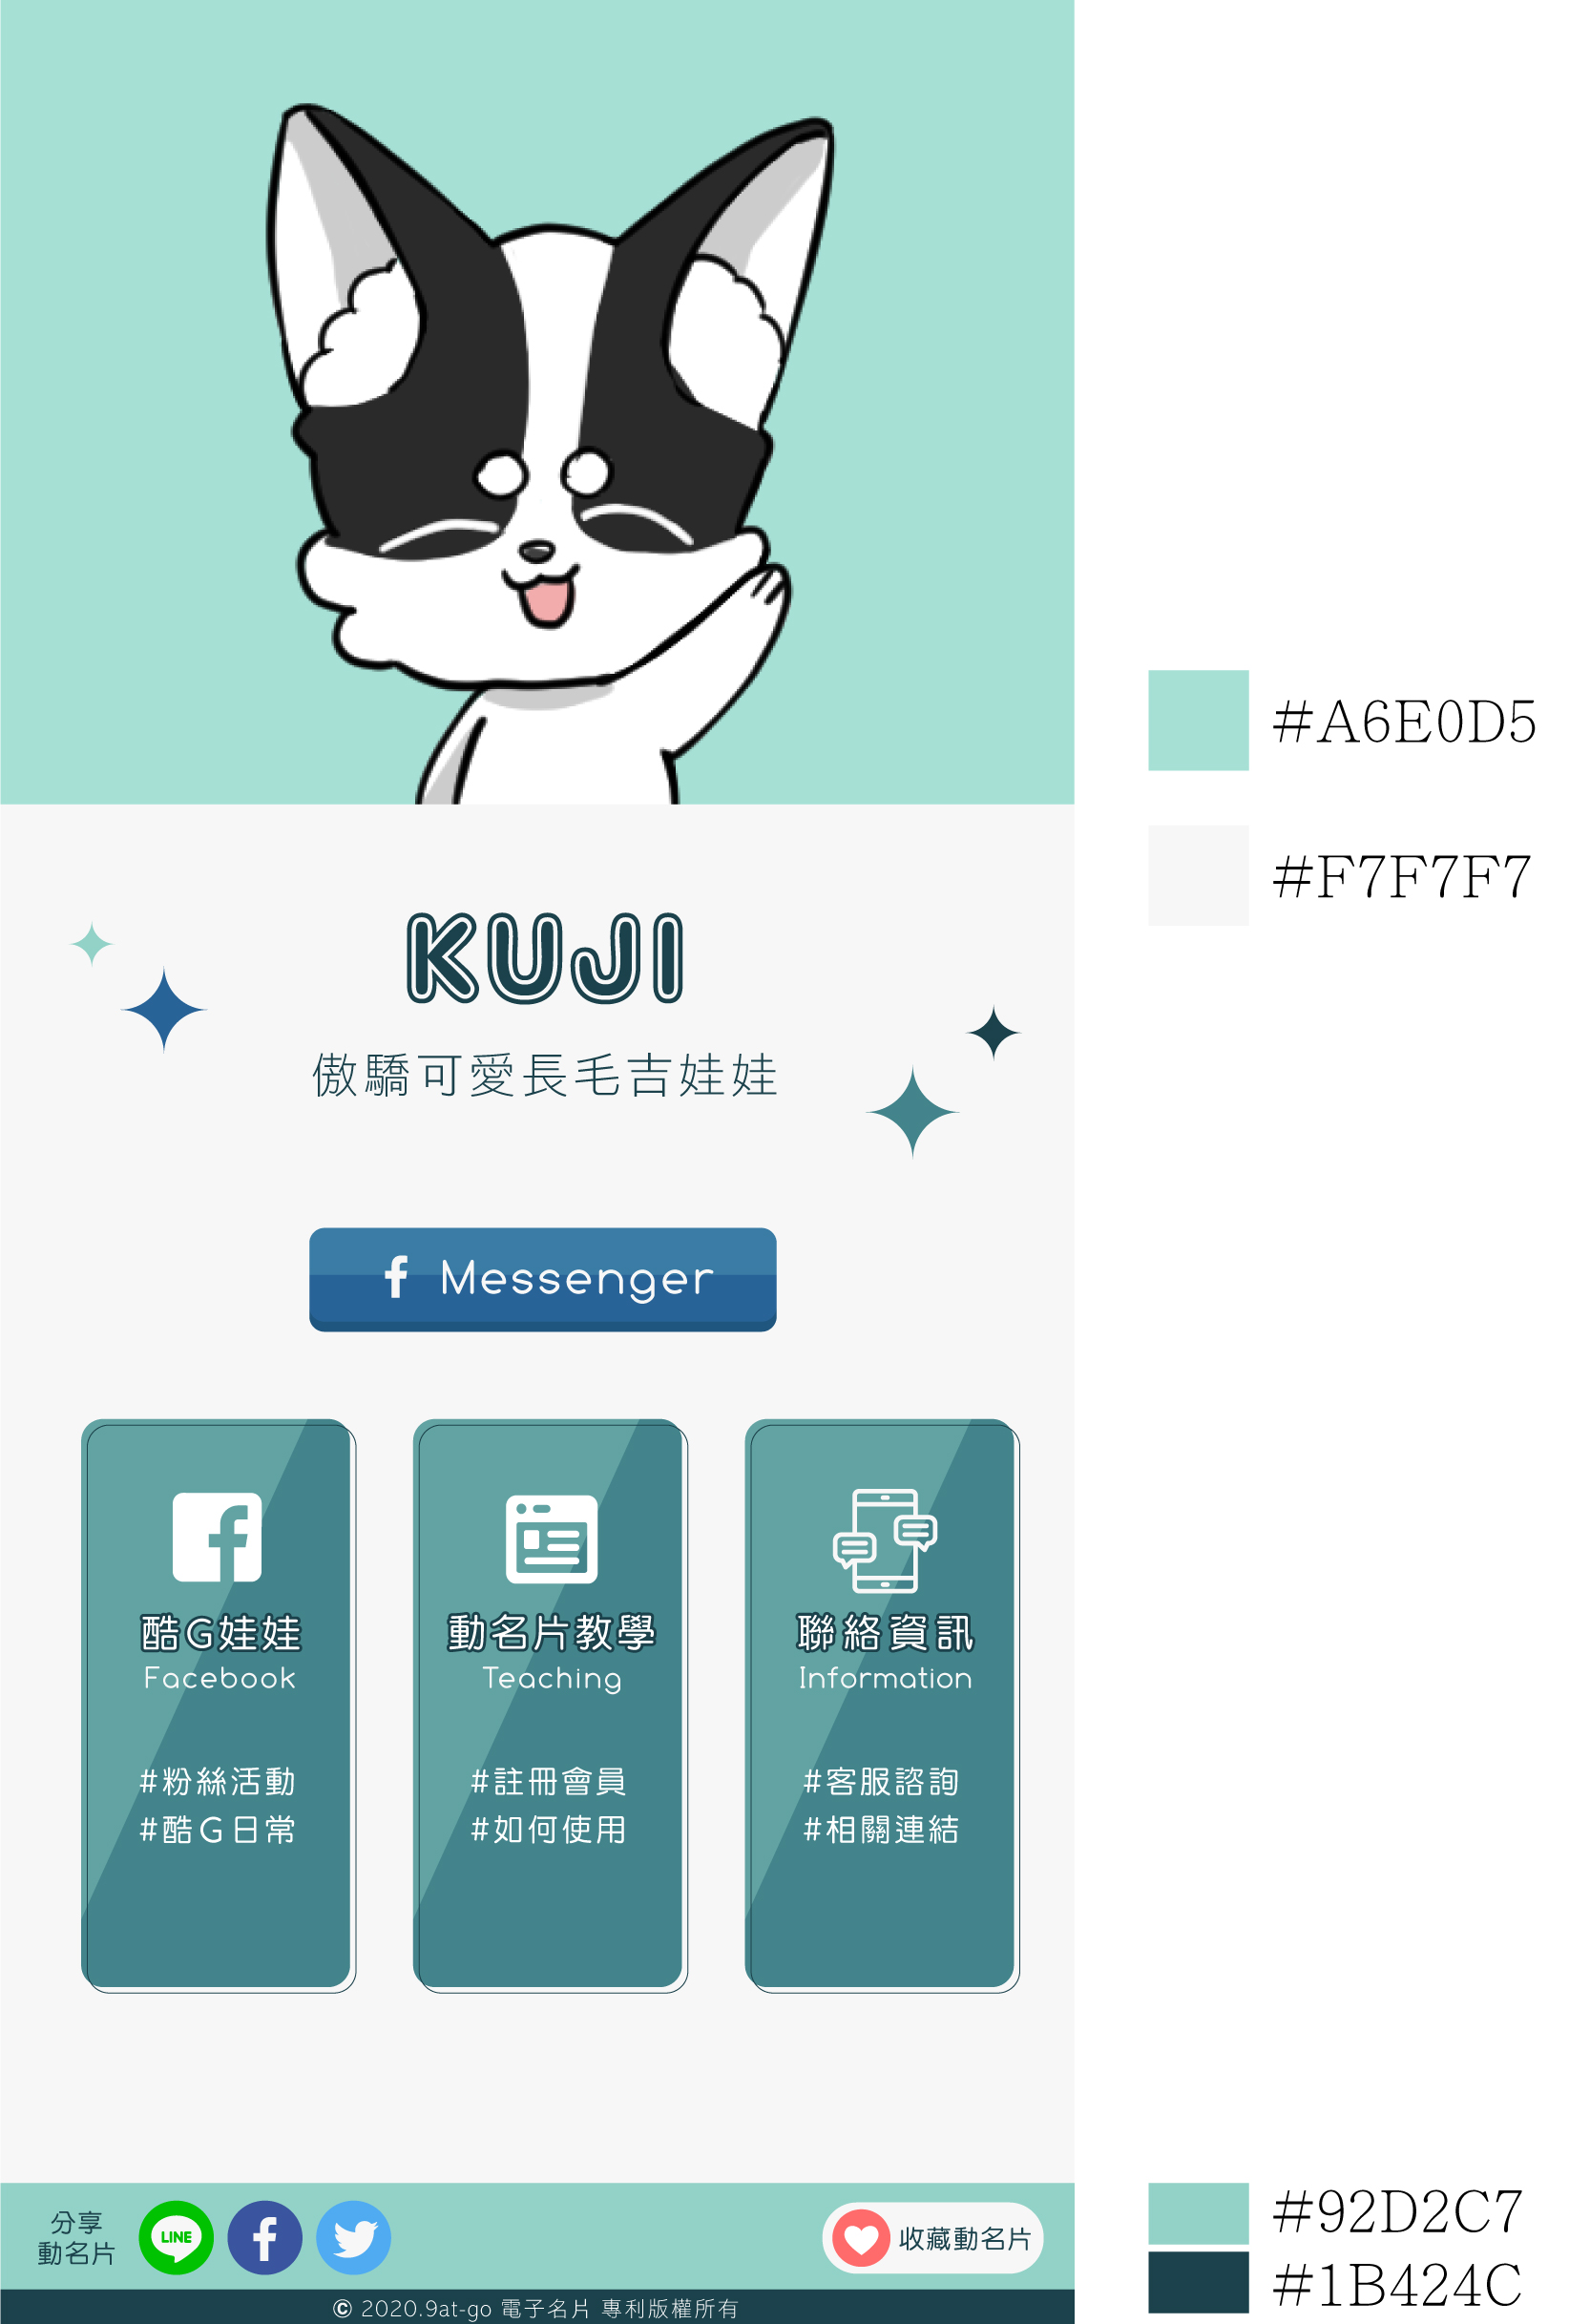 #A6E0D5
#F7F7F7
KUJI
傲驕可愛長毛吉娃娃
f Messenger
酷G娃娃
Facebook
#粉絲活動
#酷G日常
動名片教學
Teaching
#註冊會員
#如何使用
聯絡資訊
Information
#客服諮詢
#相關連結
分享
動名片
LINE
收藏動名片
© 2020.9at-go 電子名片 專利版權所有
#92D2C7
#1B424C